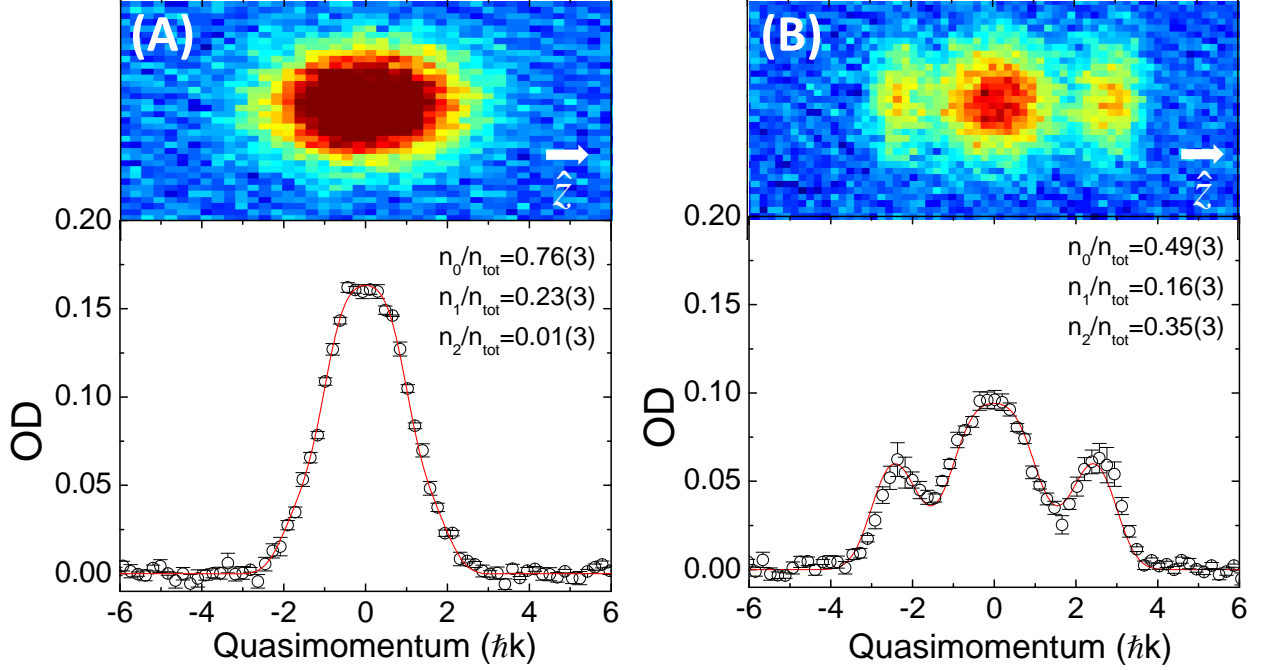 (A)
ẑ
0.20
0.15
0.10
0.05
0.00
OD
n₀/nₜₒₜ=0.76(3)
n₁/nₜₒₜ=0.23(3)
n₂/nₜₒₜ=0.01(3)
-6 -4 -2 0 2 4 6
Quasimomentum (ħk)
(B)
ẑ
0.20
0.15
0.10
0.05
0.00
OD
n₀/nₜₒₜ=0.49(3)
n₁/nₜₒₜ=0.16(3)
n₂/nₜₒₜ=0.35(3)
-6 -4 -2 0 2 4 6
Quasimomentum (ħk)